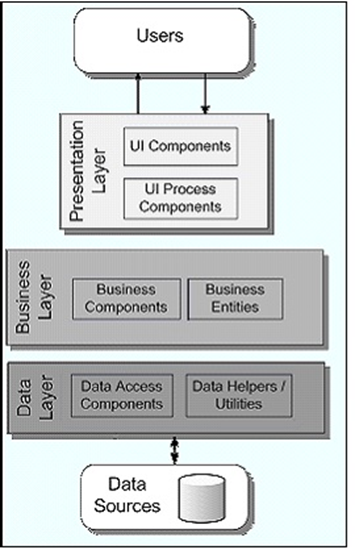 Users
Presentation
Layer
UI Components
UI Process
Components
Business
Layer
Business
Components
Business
Entities
Data
Layer
Data Access
Components
Data Helpers /
Utilities
Data
Sources